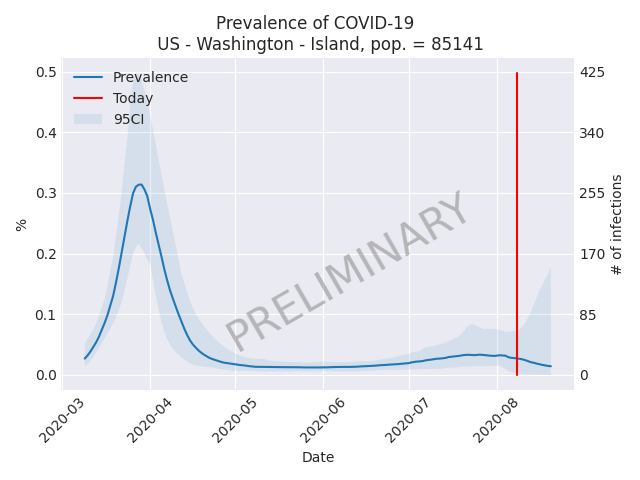 Prevalence of COVID-19
US - Washington - Island, pop. = 85141
Prevalence
Today
95CI
0.5
0.4
0.3
0.2
0.1
0.0
%
425
340
255
170
85
0
# of infections
PRELIMINARY
2020-03
2020-04
2020-05
2020-06
2020-07
2020-08
Date